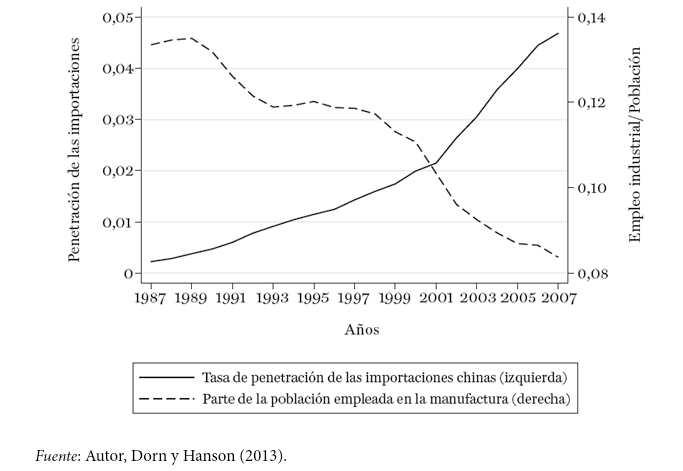 0,05
0,04
0,03
0,02
0,01
0
Penetración de las importaciones
0,14
0,12
0,10
0,08
Empleo industrial/Población
1987 1989 1991 1993 1995 1997 1999 2001 2003 2005 2007
Años
Tasa de penetración de las importaciones chinas (izquierda)
Parte de la población empleada en la manufactura (derecha)
Fuente: Autor, Dorn y Hanson (2013).